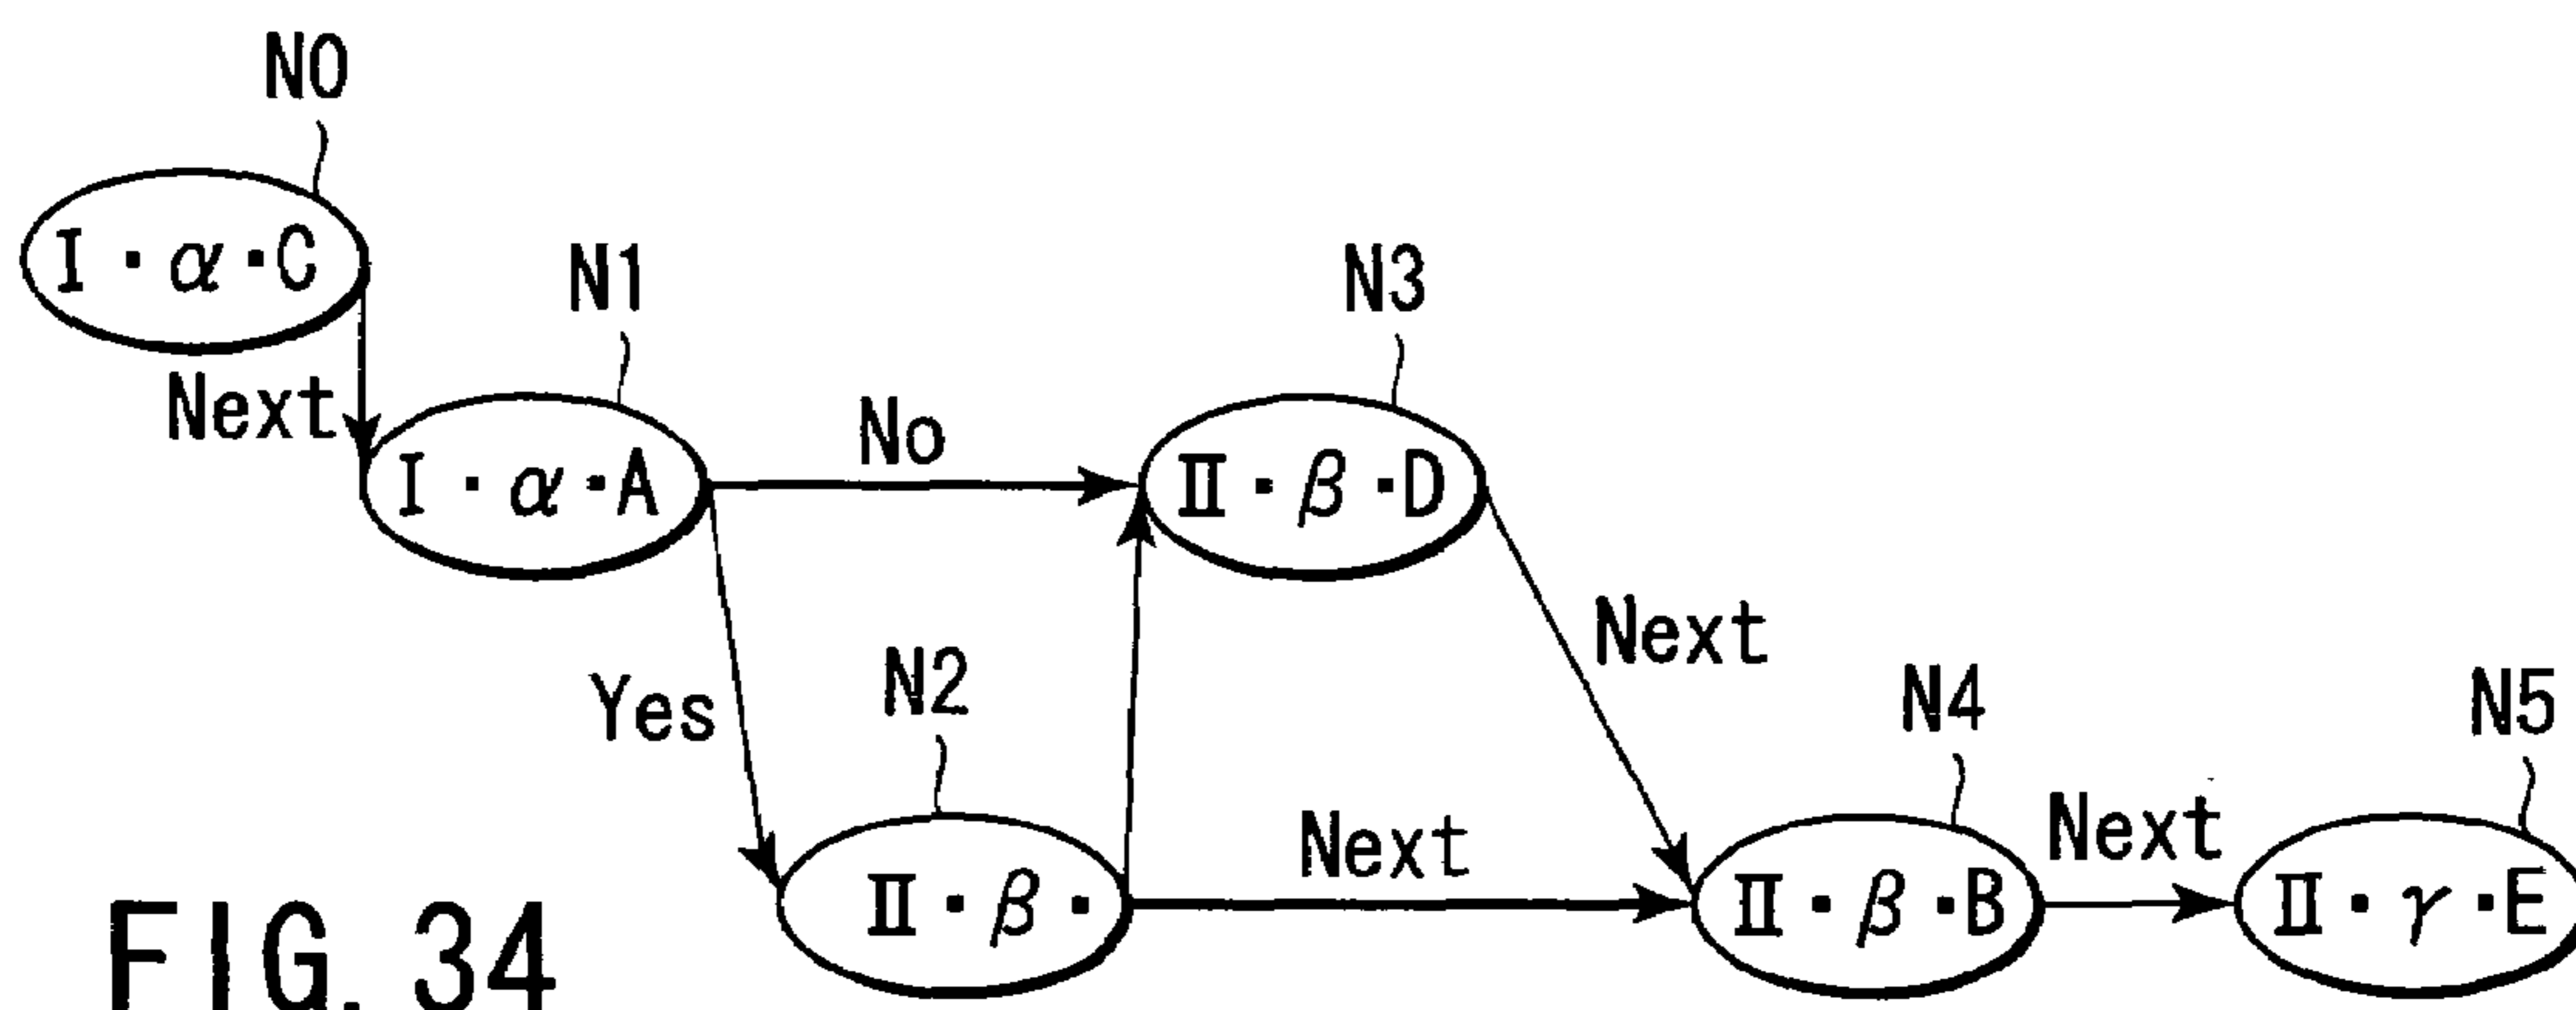 N0
I・α・C
Next
N1
I・α・A
No
N3
II・β・D
Yes
N2
II・β・
Next
Next
N4
II・β・B
Next
N5
II・γ・E
FIG. 34